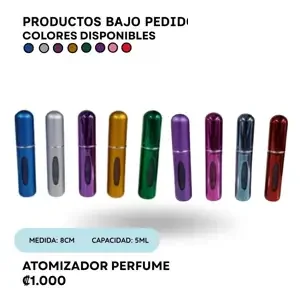 PRODUCTOS BAJO PEDIDO
COLORES DISPONIBLES
MEDIDA: 8CM CAPACIDAD: 5ML
ATOMIZADOR PERFUME
₡1.000